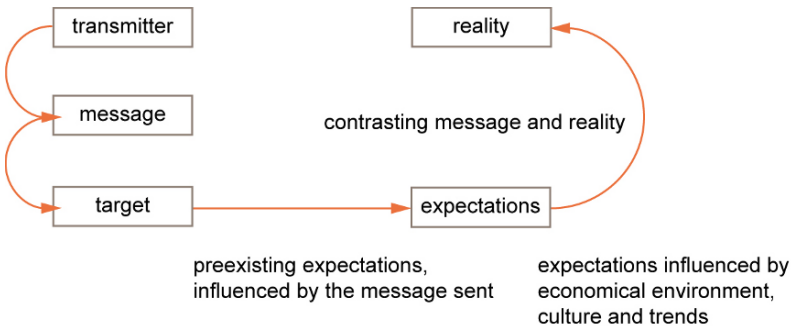 transmitter
reality
message
contrasting message and reality
target
expectations
preexisting expectations,
influenced by the message sent
expectations influenced by
economical environment,
culture and trends